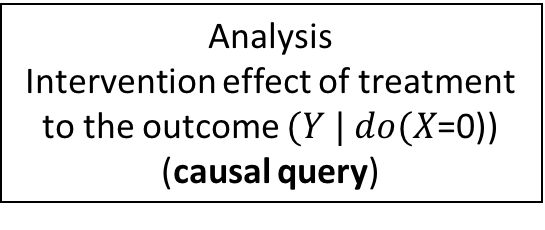 Analysis
Intervention effect of treatment
to the outcome (Y | do(X=0))
(causal query)